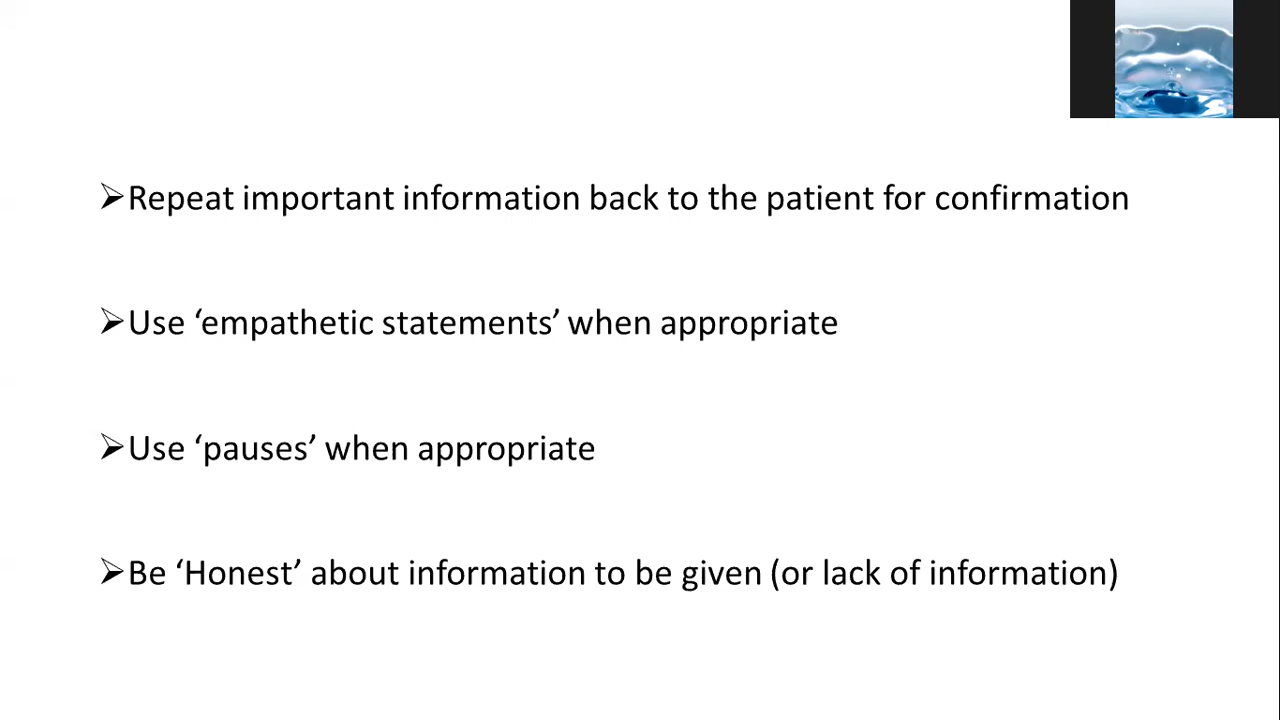 ➢Repeat important information back to the patient for confirmation
➢Use ‘empathetic statements’ when appropriate
➢Use ‘pauses’ when appropriate
➢Be ‘Honest’ about information to be given (or lack of information)